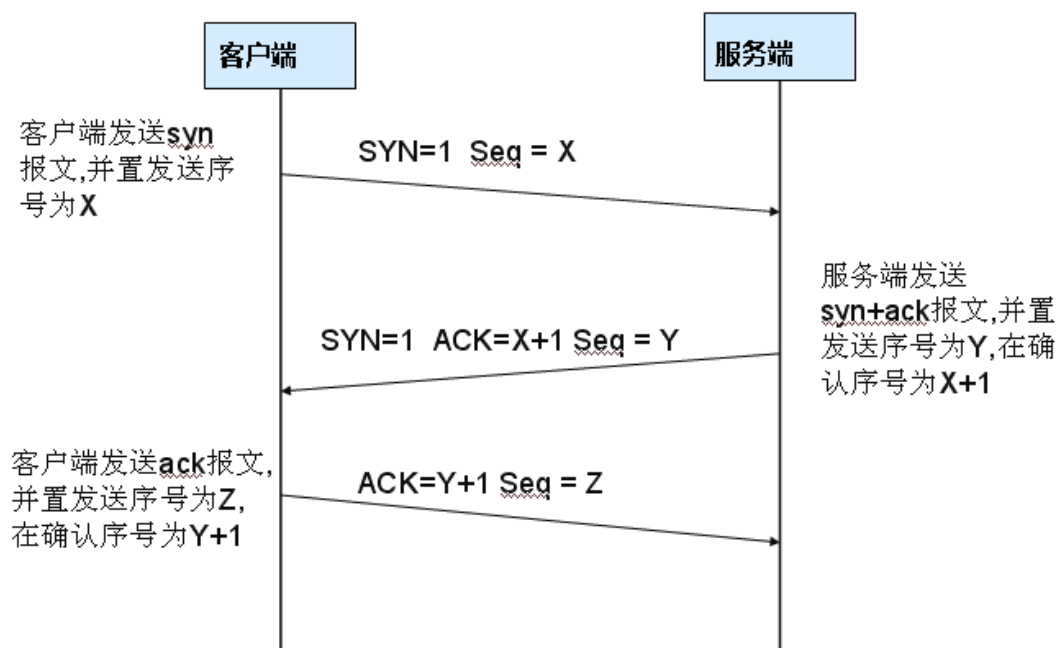 客户端
服务端
客户端发送syn
报文,并置发送序
号为X
SYN=1 Seq = X
服务端发送
syn+ack报文,并置
发送序号为Y,在确
认序号为X+1
SYN=1 ACK=X+1 Seq = Y
客户端发送ack报文,
并置发送序号为Z,
在确认序号为Y+1
ACK=Y+1 Seq = Z